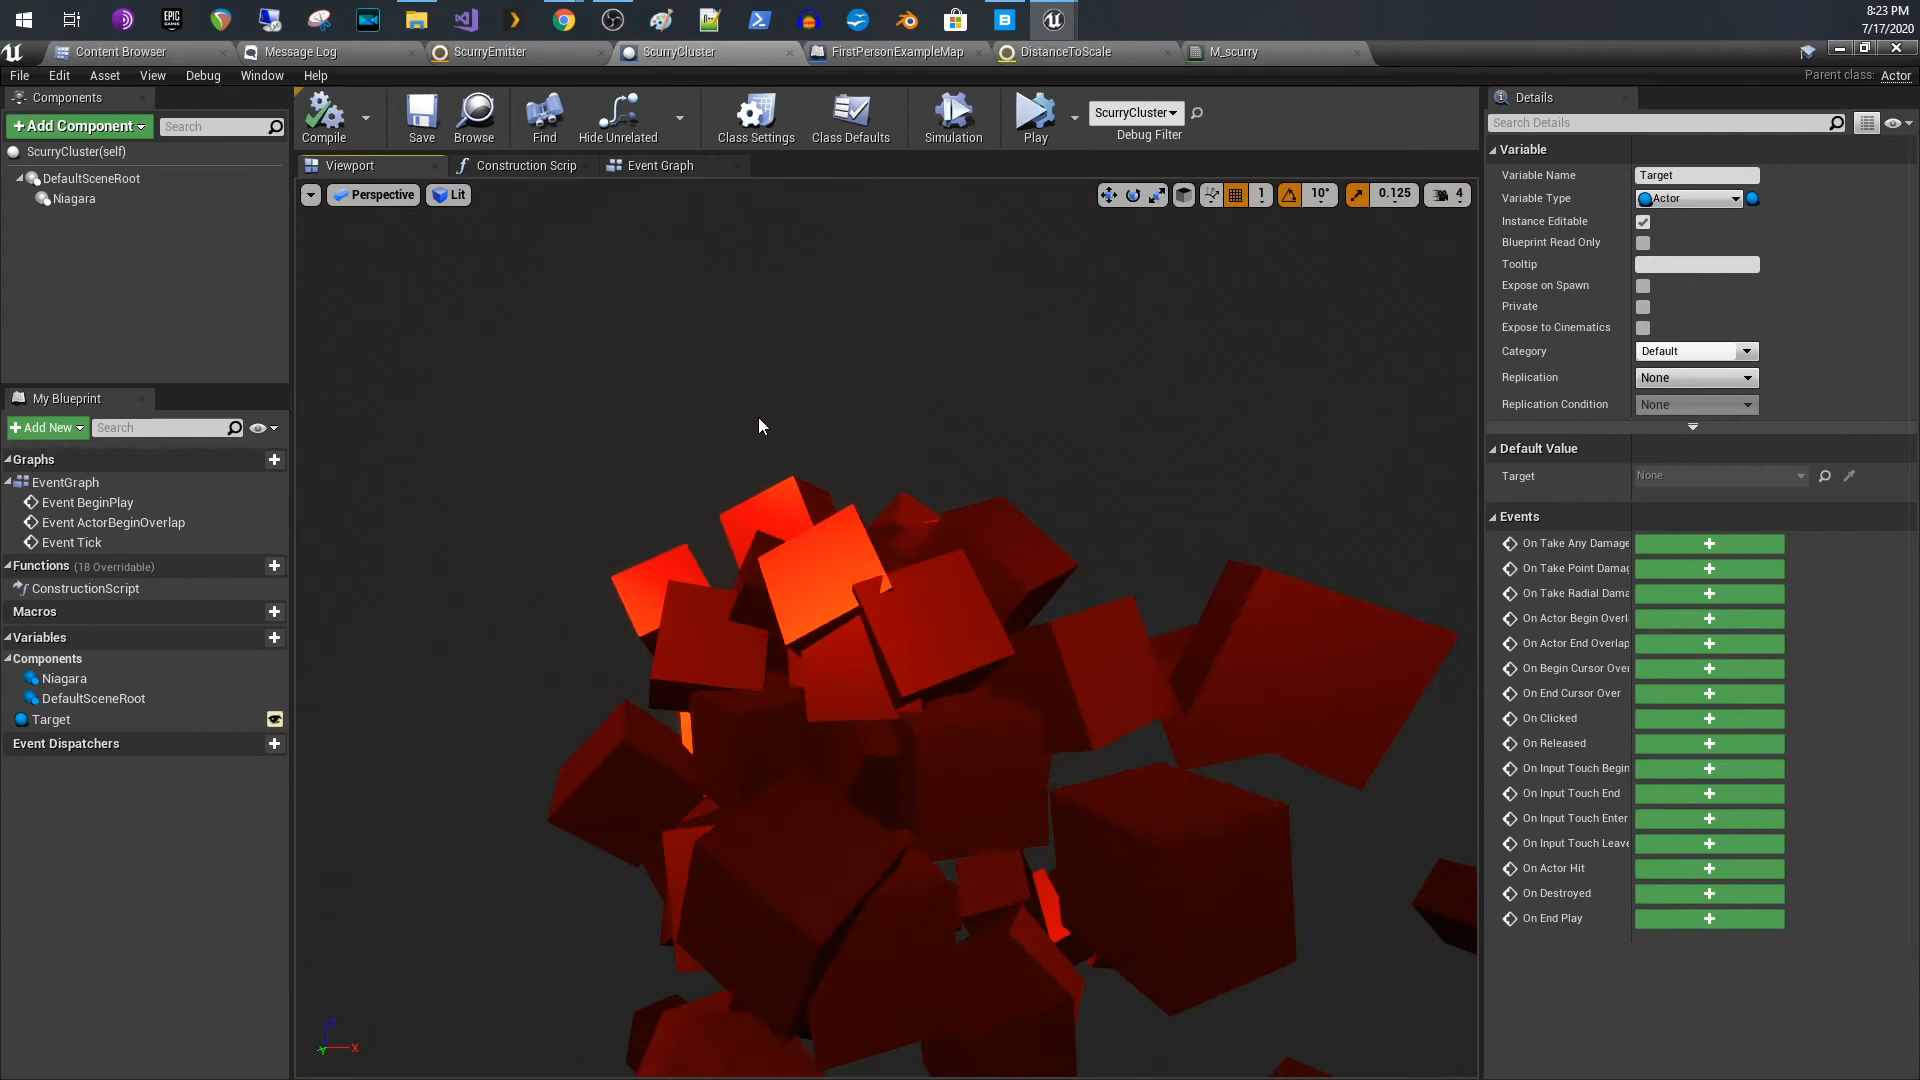 EPIC
GAMES
8:23 PM
7/17/2020
Content Browser
Message Log
ScurryEmitter
ScurryCluster
FirstPersonExampleMap
DistanceToScale
M_scurry
File Edit Asset View Debug Window Help
Parent class: Actor
Components
+Add Component
Search
ScurryCluster(self)
DefaultSceneRoot
Niagara
My Blueprint
+Add New
Search
Graphs
EventGraph
Event BeginPlay
Event ActorBeginOverlap
Event Tick
Functions (18 Overridable)
ConstructionScript
Macros
Variables
Components
Niagara
DefaultSceneRoot
Target
Event Dispatchers
Compile
Save
Browse
Find
Hide Unrelated
Class Settings
Class Defaults
Simulation
Play
ScurryCluster
Debug Filter
Viewport
Construction Scrip
Event Graph
Perspective
Lit
1
10°
0.125
4
X
Details
Search Details
Variable
Variable Name Target
Variable Type Actor
Instance Editable
Blueprint Read Only
Tooltip
Expose on Spawn
Private
Expose to Cinematics
Category Default
Replication None
Replication Condition None
Default Value
Target None
Events
On Take Any Damage
On Take Point Damag
On Take Radial Dama
On Actor Begin Overl
On Actor End Overlap
On Begin Cursor Over
On End Cursor Over
On Clicked
On Released
On Input Touch Begin
On Input Touch End
On Input Touch Enter
On Input Touch Leave
On Actor Hit
On Destroyed
On End Play